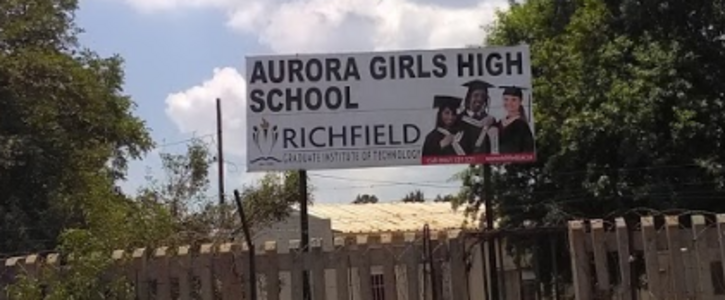 AURORA GIRLS HIGH
SCHOOL
RICHFIELD
GRADUATE INSTITUTE OF TECHNOLOGY